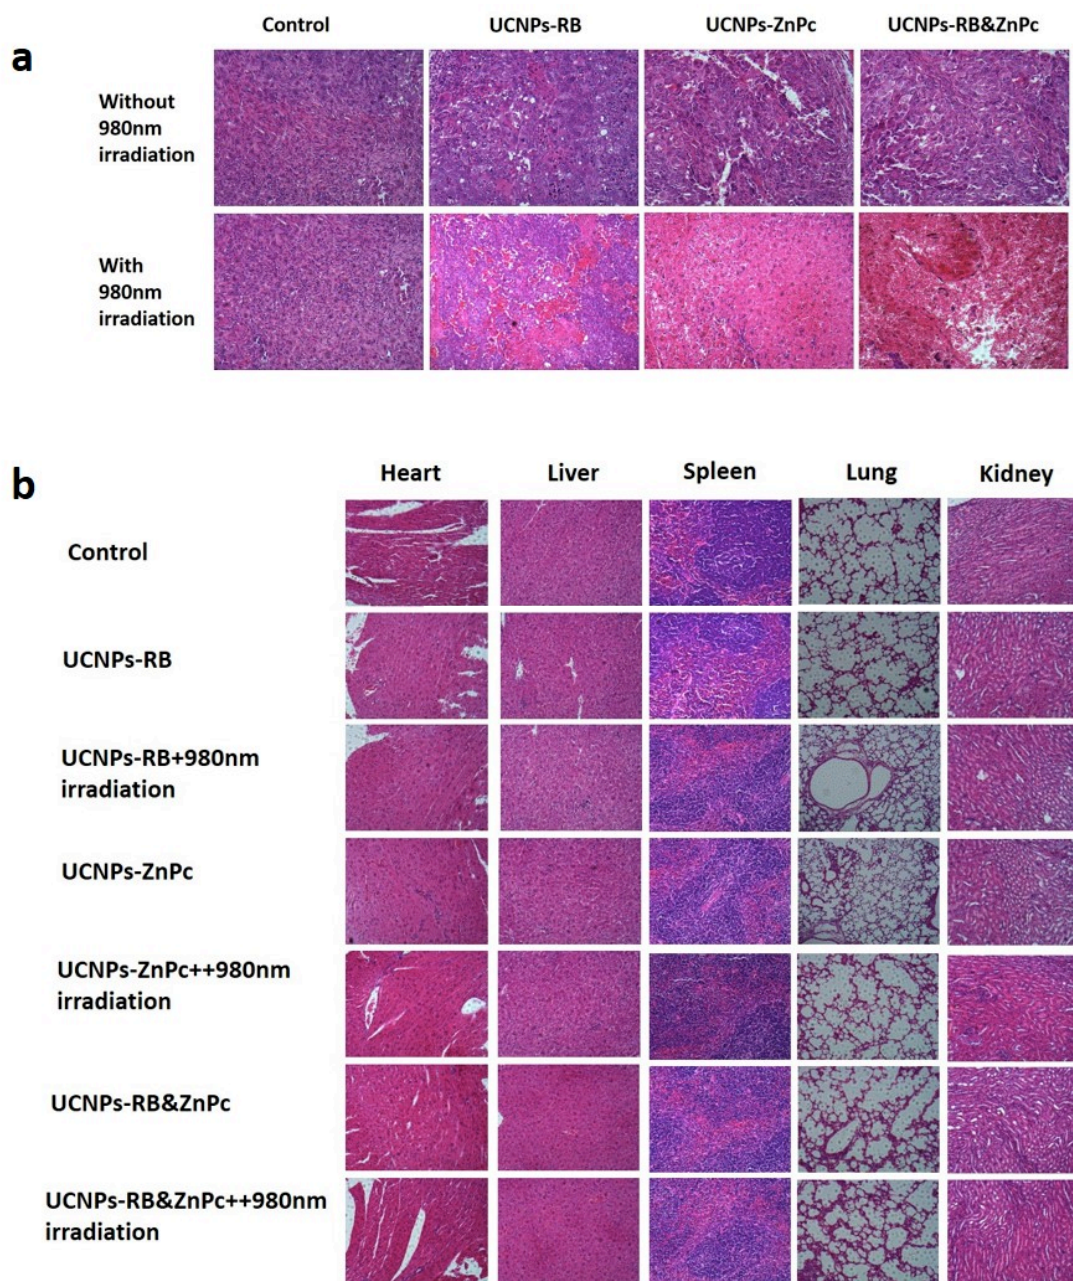 a
Control UCNPs-RB UCNPs-ZnPc UCNPs-RB&ZnPc
Without
980nm
irradiation
With
980nm
irradiation
b
Heart Liver Spleen Lung Kidney
Control
UCNPs-RB
UCNPs-RB+980nm
irradiation
UCNPs-ZnPc
UCNPs-ZnPc++980nm
irradiation
UCNPs-RB&ZnPc
UCNPs-RB&ZnPc++980nm
irradiation